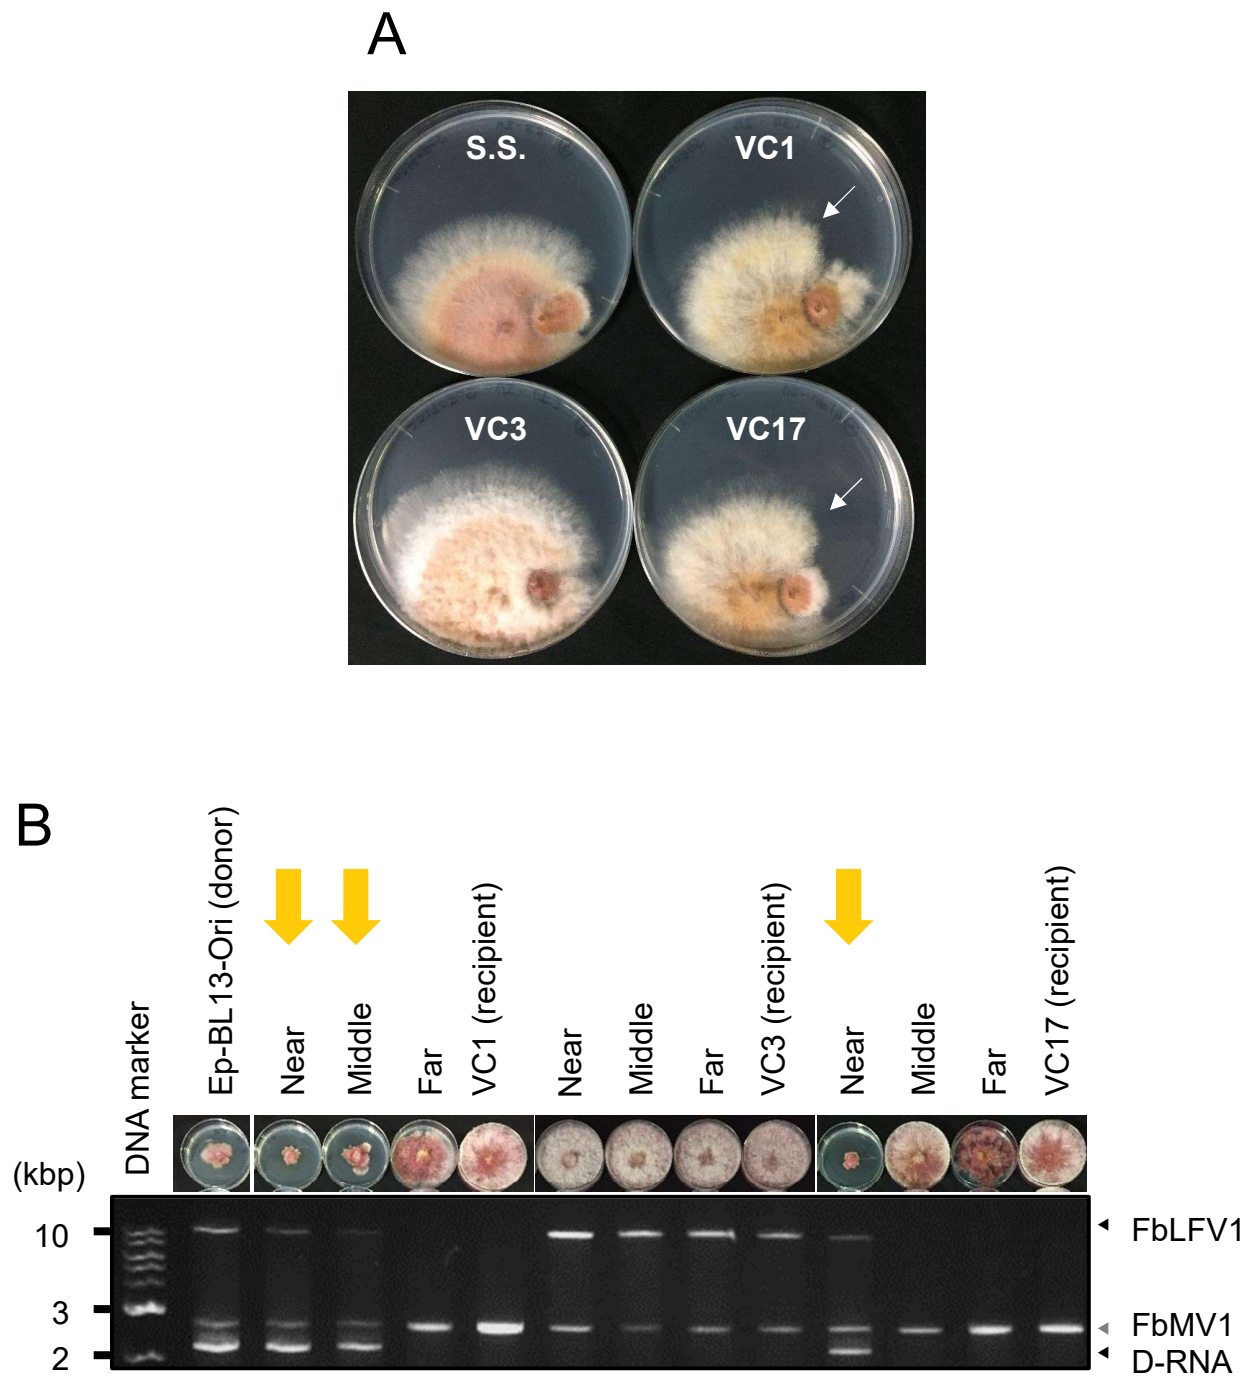 A
S.S.
VC1
VC3
VC17
B
DNA marker
Ep-BL13-Ori (donor)
Near
Middle
Far
VC1 (recipient)
Near
Middle
Far
VC3 (recipient)
Near
Middle
Far
VC17 (recipient)
(kbp)
10
3
2
FbLFV1
FbMV1
D-RNA